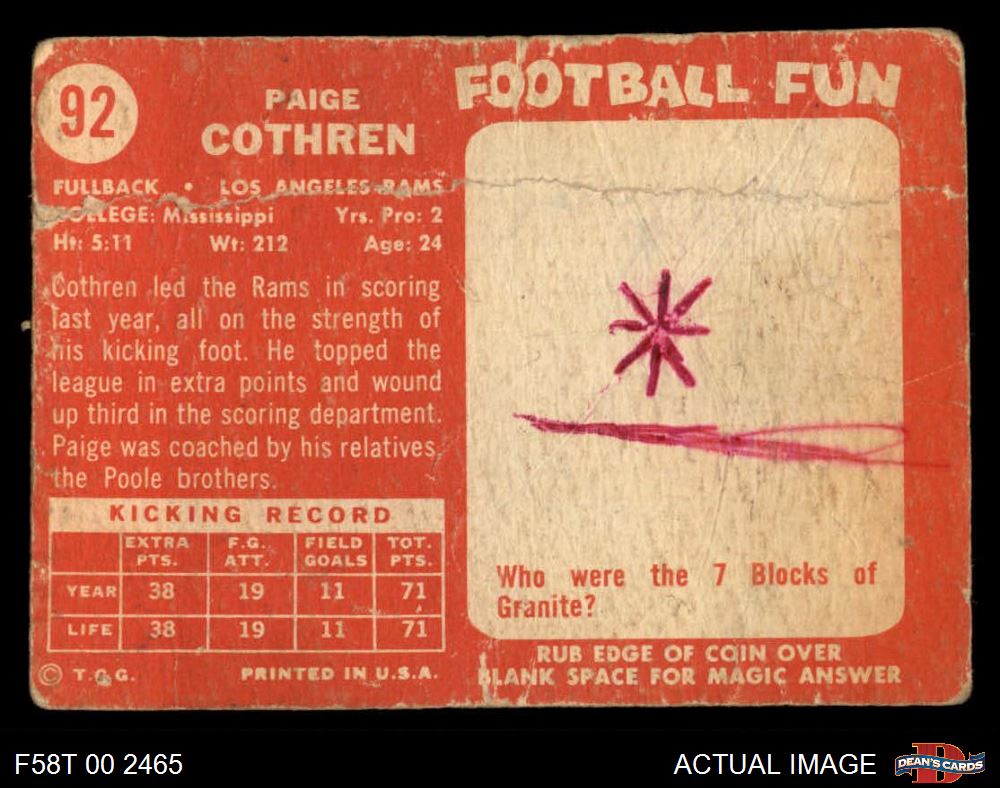 92
PAIGE
COTHREN
FULLBACK • LOS ANGELES RAMS
COLLEGE: Mississippi Yrs. Pro: 2
Ht: 5:11 Wt: 212 Age: 24
Cothren led the Rams in scoring
last year, all on the strength of
his kicking foot. He topped the
league in extra points and wound
up third in the scoring department.
Paige was coached by his relatives,
the Poole brothers.
KICKING RECORD
EXTRA PTS. F.G. ATT. FIELD GOALS TOT. PTS.
YEAR 38 19 11 71
LIFE 38 19 11 71
© T.C.G. PRINTED IN U.S.A.
FOOTBALL FUN
Who were the 7 Blocks of
Granite?
RUB EDGE OF COIN OVER
BLANK SPACE FOR MAGIC ANSWER
F58T 00 2465 ACTUAL IMAGE
DEAN'S CARDS